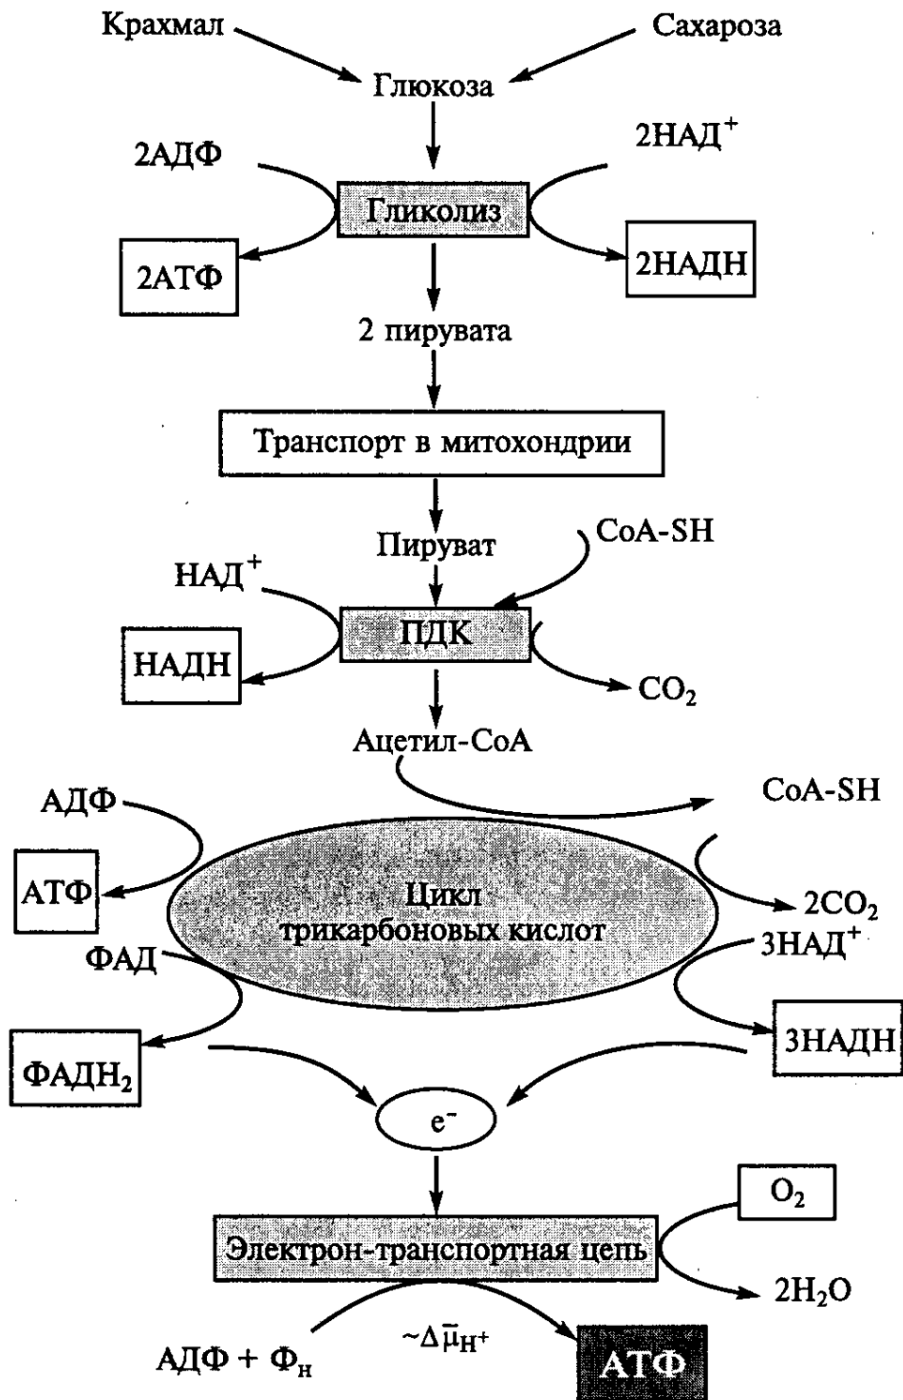 Крахмал
Сахароза
Глюкоза
2АДФ
2НАД⁺
Гликолиз
2АТФ
2НАДН
2 пирувата
Транспорт в митохондрии
Пируват
CoA-SH
НАД⁺
ПДК
НАДН
CO₂
Ацетил-CoA
АДФ
CoA-SH
АТФ
Цикл
трикарбоновых кислот
2CO₂
ФАД
3НАД⁺
ФАДН₂
3НАДН
e⁻
O₂
Электрон-транспортная цепь
2H₂O
АДФ + Фн
~Δμ̄H⁺
АТФ